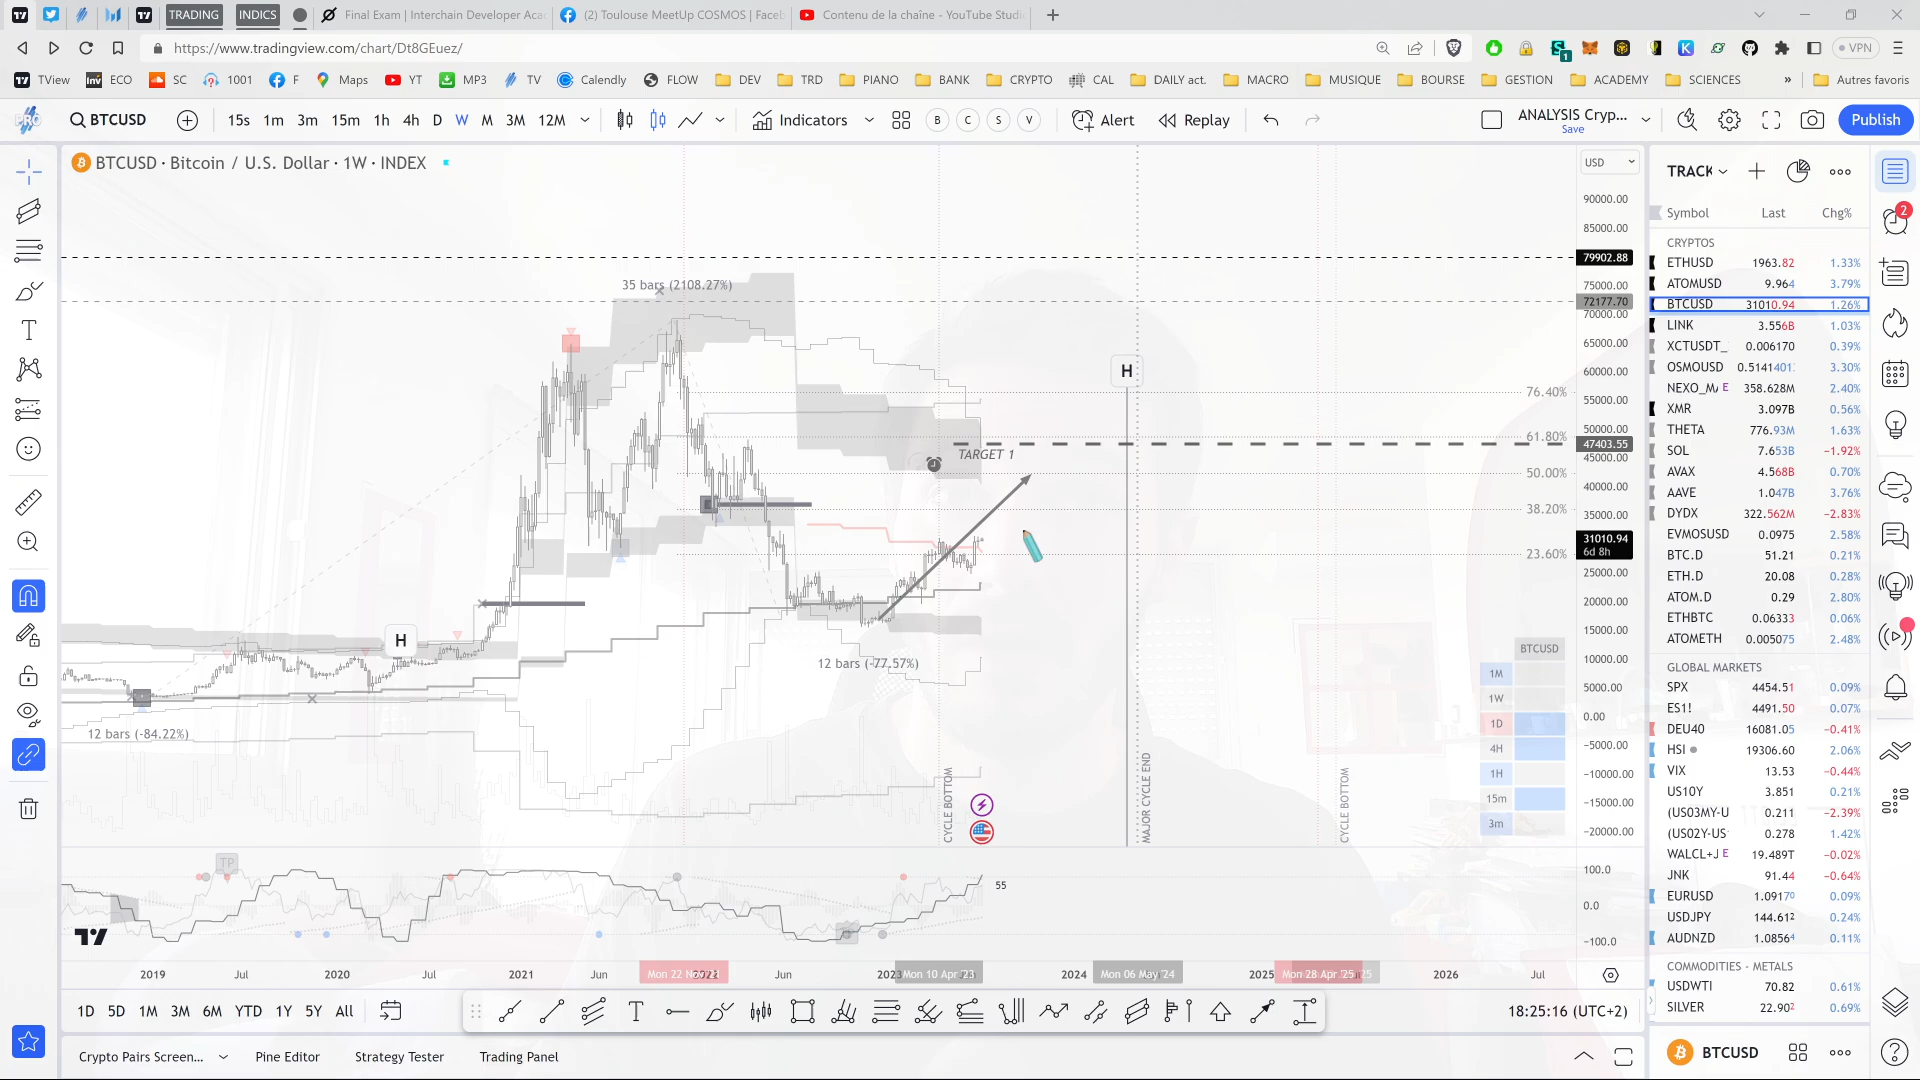 TRADING
INDICS
Final Exam | Interchain Developer Aca
(2) Toulouse MeetUp COSMOS | Faceb
Contenu de la chaîne - YouTube Studi
https://www.tradingview.com/chart/Dt8GEuez/
VPN
TView
ECO
SC
1001
F
Maps
YT
MP3
TV
Calendly
FLOW
DEV
TRD
PIANO
BANK
CRYPTO
CAL
DAILY act.
MACRO
MUSIQUE
BOURSE
GESTION
ACADEMY
SCIENCES
»
Autres favoris
PRO
BTCUSD
15s 1m 3m 15m 1h 4h D W M 3M 12M
Indicators
B C S V
Alert
Replay
ANALYSIS Cryp...
Save
Publish
BTCUSD · Bitcoin / U.S. Dollar · 1W · INDEX
USD
90000.00
85000.00
79902.88
75000.00
72177.70
70000.00
65000.00
60000.00
55000.00
50000.00
47403.55
45000.00
40000.00
35000.00
31010.94
6d 8h
25000.00
20000.00
15000.00
10000.00
5000.00
0.00
−5000.00
−10000.00
−15000.00
−20000.00
100.0
0.0
−100.0
35 bars (2108.27%)
H
76.40%
61.80%
TARGET 1
50.00%
38.20%
23.60%
H
12 bars (-77.57%)
12 bars (-84.22%)
CYCLE BOTTOM
MAJOR CYCLE END
CYCLE BOTTOM
BTCUSD
1M
1W
1D
4H
1H
15m
3m
TP
55
2019 Jul 2020 Jul 2021 Jun Mon 22 Nov '21 Jun Mon 10 Apr '23 2024 Mon 06 May '24 2025 Mon 28 Apr '25 2026 Jul
1D 5D 1M 3M 6M YTD 1Y 5Y All
18:25:16 (UTC+2)
Crypto Pairs Screen...
Pine Editor
Strategy Tester
Trading Panel
TRACK
Symbol Last Chg%
CRYPTOS
ETHUSD 1963.82 1.33%
ATOMUSD 9.964 3.79%
BTCUSD 31010.94 1.26%
LINK 3.556B 1.03%
XCTUSDT_ 0.006170 0.39%
OSMOUSD 0.5141401 3.30%
NEXO_M E 358.628M 2.40%
XMR 3.097B 0.56%
THETA 776.93M 1.63%
SOL 7.653B −1.92%
AVAX 4.568B 0.70%
AAVE 1.047B 3.76%
DYDX 322.562M −2.83%
EVMOSUSD 0.0975 2.58%
BTC.D 51.21 0.21%
ETH.D 20.08 0.28%
ATOM.D 0.29 2.80%
ETHBTC 0.06333 0.06%
ATOMETH 0.005075 2.48%
GLOBAL MARKETS
SPX 4454.51 0.09%
ES1! 4491.50 0.07%
DEU40 16081.05 −0.41%
HSI 19306.60 2.06%
VIX 13.53 −0.44%
US10Y 3.851 0.21%
(US03MY-U 0.211 −2.39%
(US02Y-US 0.278 1.42%
WALCL+J E 19.489T −0.02%
JNK 91.44 −0.64%
EURUSD 1.09170 0.09%
USDJPY 144.612 0.24%
AUDNZD 1.08564 0.11%
COMMODITIES - METALS
USDWTI 70.82 0.61%
SILVER 22.902 0.69%
BTCUSD
2
1